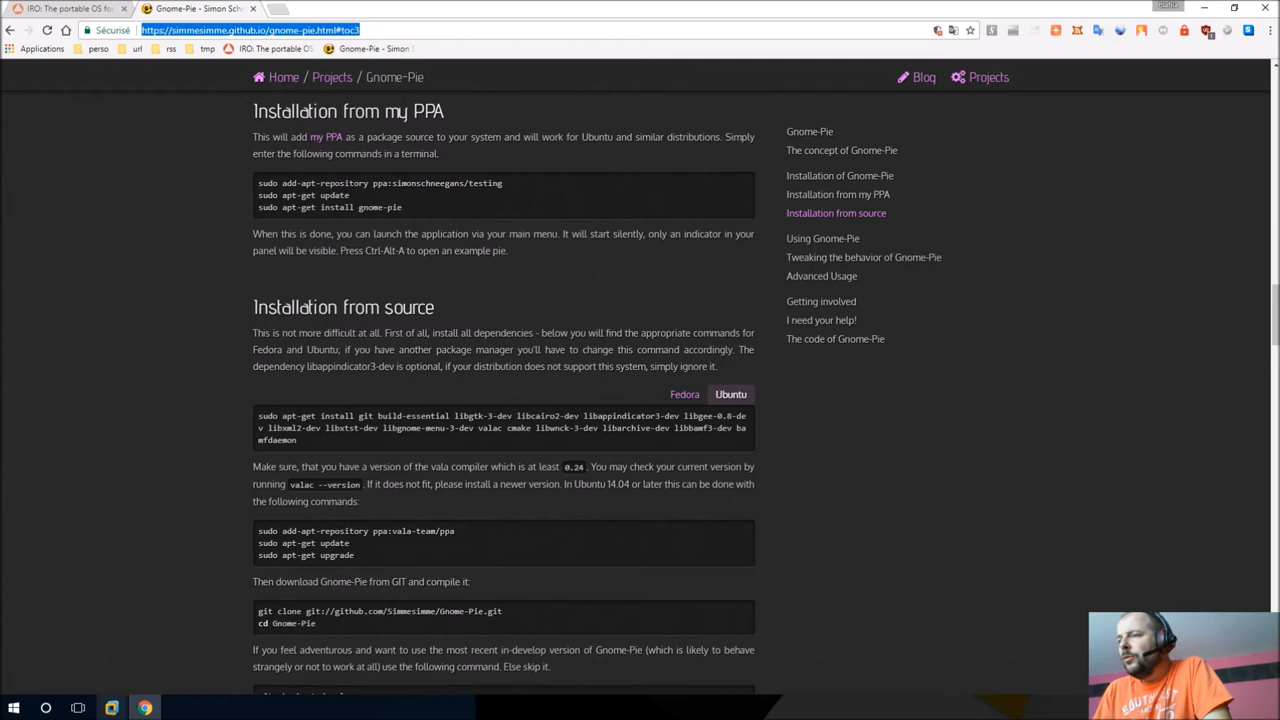 IRO: The portable OS for
Gnome-Pie - Simon Schn
Sécurisé
https://simmesimme.github.io/gnome-pie.html#toc3
Applications
perso
url
rss
tmp
IRO: The portable OS
Gnome-Pie - Simon S
Home / Projects / Gnome-Pie
Blog
Projects
Installation from my PPA
This will add my PPA as a package source to your system and will work for Ubuntu and similar distributions. Simply
enter the following commands in a terminal.
sudo add-apt-repository ppa:simonschneegans/testing
sudo apt-get update
sudo apt-get install gnome-pie
When this is done, you can launch the application via your main menu. It will start silently, only an indicator in your
panel will be visible. Press Ctrl-Alt-A to open an example pie.
Installation from source
This is not more difficult at all. First of all, install all dependencies - below you will find the appropriate commands for
Fedora and Ubuntu; if you have another package manager you'll have to change this command accordingly. The
dependency libappindicator3-dev is optional, if your distribution does not support this system, simply ignore it.
Fedora
Ubuntu
sudo apt-get install git build-essential libgtk-3-dev libcairo2-dev libappindicator3-dev libgee-0.8-de
v libxml2-dev libxtst-dev libgnome-menu-3-dev valac cmake libwnck-3-dev libarchive-dev libbamf3-dev ba
mfdaemon
Make sure, that you have a version of the vala compiler which is at least 0.24. You may check your current version by
running valac --version. If it does not fit, please install a newer version. In Ubuntu 14.04 or later this can be done with
the following commands:
sudo add-apt-repository ppa:vala-team/ppa
sudo apt-get update
sudo apt-get upgrade
Then download Gnome-Pie from GIT and compile it:
git clone git://github.com/Simmesimme/Gnome-Pie.git
cd Gnome-Pie
If you feel adventurous and want to use the most recent in-develop version of Gnome-Pie (which is likely to behave
strangely or not to work at all) use the following command. Else skip it.
Gnome-Pie
The concept of Gnome-Pie
Installation of Gnome-Pie
Installation from my PPA
Installation from source
Using Gnome-Pie
Tweaking the behavior of Gnome-Pie
Advanced Usage
Getting involved
I need your help!
The code of Gnome-Pie